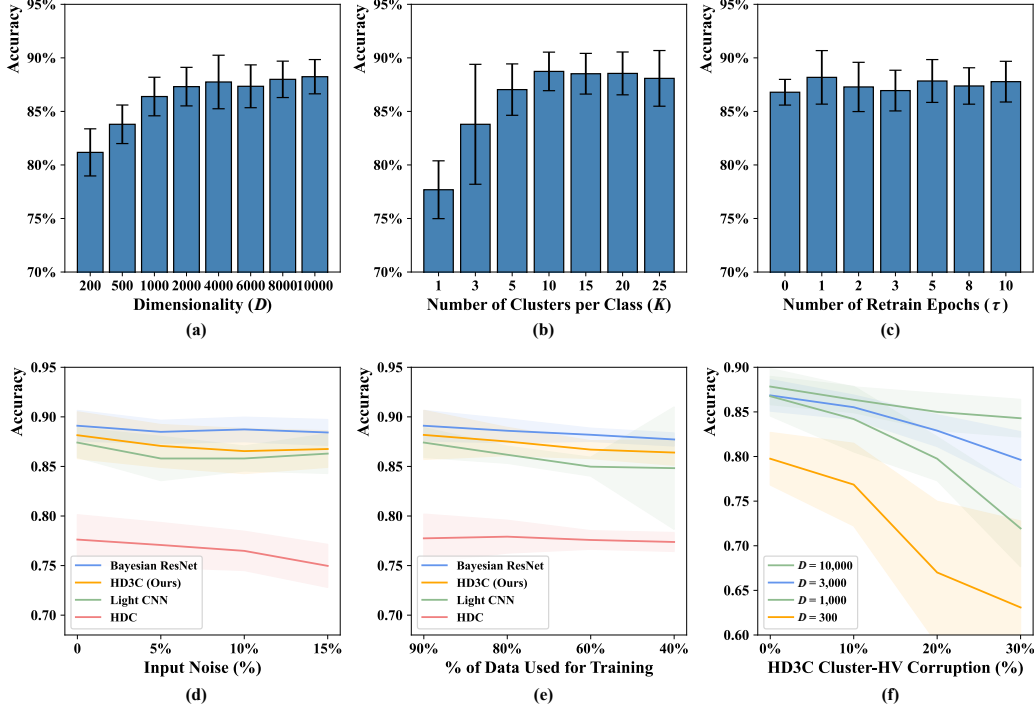 Accuracy
95%
90%
85%
80%
75%
70%
200 500 1000 2000 4000 6000 8000 10000
Dimensionality (D)
(a)
Accuracy
95%
90%
85%
80%
75%
70%
1 3 5 10 15 20 25
Number of Clusters per Class (K)
(b)
Accuracy
95%
90%
85%
80%
75%
70%
0 1 2 3 5 8 10
Number of Retrain Epochs (τ)
(c)
Accuracy
0.95
0.90
0.85
0.80
0.75
0.70
Bayesian ResNet
HD3C (Ours)
Light CNN
HDC
0 5% 10% 15%
Input Noise (%)
(d)
Accuracy
0.95
0.90
0.85
0.80
0.75
0.70
Bayesian ResNet
HD3C (Ours)
Light CNN
HDC
90% 80% 60% 40%
% of Data Used for Training
(e)
Accuracy
0.90
0.85
0.80
0.75
0.70
0.65
0.60
D = 10,000
D = 3,000
D = 1,000
D = 300
0% 10% 20% 30%
HD3C Cluster-HV Corruption (%)
(f)